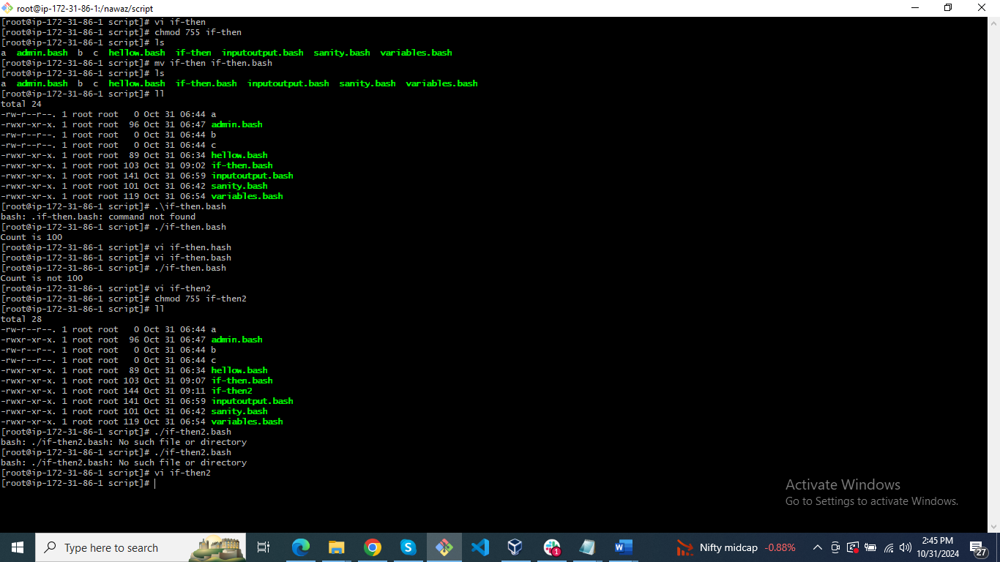 root@ip-172-31-86-1:/nawaz/script
[root@ip-172-31-86-1 script]# vi if-then
[root@ip-172-31-86-1 script]# chmod 755 if-then
[root@ip-172-31-86-1 script]# ls
a  admin.bash  b  c  hellow.bash  if-then  inputoutput.bash  sanity.bash  variables.bash
[root@ip-172-31-86-1 script]# mv if-then if-then.bash
[root@ip-172-31-86-1 script]# ls
a  admin.bash  b  c  hellow.bash  if-then.bash  inputoutput.bash  sanity.bash  variables.bash
[root@ip-172-31-86-1 script]# ll
total 24
-rw-r--r--. 1 root root   0 Oct 31 06:44 a
-rwxr-xr-x. 1 root root  96 Oct 31 06:47 admin.bash
-rw-r--r--. 1 root root   0 Oct 31 06:44 b
-rw-r--r--. 1 root root   0 Oct 31 06:44 c
-rwxr-xr-x. 1 root root  89 Oct 31 06:34 hellow.bash
-rwxr-xr-x. 1 root root 103 Oct 31 09:02 if-then.bash
-rwxr-xr-x. 1 root root 141 Oct 31 06:59 inputoutput.bash
-rwxr-xr-x. 1 root root 101 Oct 31 06:42 sanity.bash
-rwxr-xr-x. 1 root root 119 Oct 31 06:54 variables.bash
[root@ip-172-31-86-1 script]# .\if-then.bash
bash: .if-then.bash: command not found
[root@ip-172-31-86-1 script]# ./if-then.bash
Count is 100
[root@ip-172-31-86-1 script]# vi if-then.hash
[root@ip-172-31-86-1 script]# vi if-then.bash
[root@ip-172-31-86-1 script]# ./if-then.bash
Count is not 100
[root@ip-172-31-86-1 script]# vi if-then2
[root@ip-172-31-86-1 script]# chmod 755 if-then2
[root@ip-172-31-86-1 script]# ll
total 28
-rw-r--r--. 1 root root   0 Oct 31 06:44 a
-rwxr-xr-x. 1 root root  96 Oct 31 06:47 admin.bash
-rw-r--r--. 1 root root   0 Oct 31 06:44 b
-rw-r--r--. 1 root root   0 Oct 31 06:44 c
-rwxr-xr-x. 1 root root  89 Oct 31 06:34 hellow.bash
-rwxr-xr-x. 1 root root 103 Oct 31 09:07 if-then.bash
-rwxr-xr-x. 1 root root 144 Oct 31 09:11 if-then2
-rwxr-xr-x. 1 root root 141 Oct 31 06:59 inputoutput.bash
-rwxr-xr-x. 1 root root 101 Oct 31 06:42 sanity.bash
-rwxr-xr-x. 1 root root 119 Oct 31 06:54 variables.bash
[root@ip-172-31-86-1 script]# ./if-then2.bash
bash: ./if-then2.bash: No such file or directory
[root@ip-172-31-86-1 script]# ./if-then2.bash
bash: ./if-then2.bash: No such file or directory
[root@ip-172-31-86-1 script]# vi if-then2
[root@ip-172-31-86-1 script]#
Activate Windows
Go to Settings to activate Windows.
Type here to search
1
Nifty midcap -0.88%
2:45 PM
10/31/2024
27